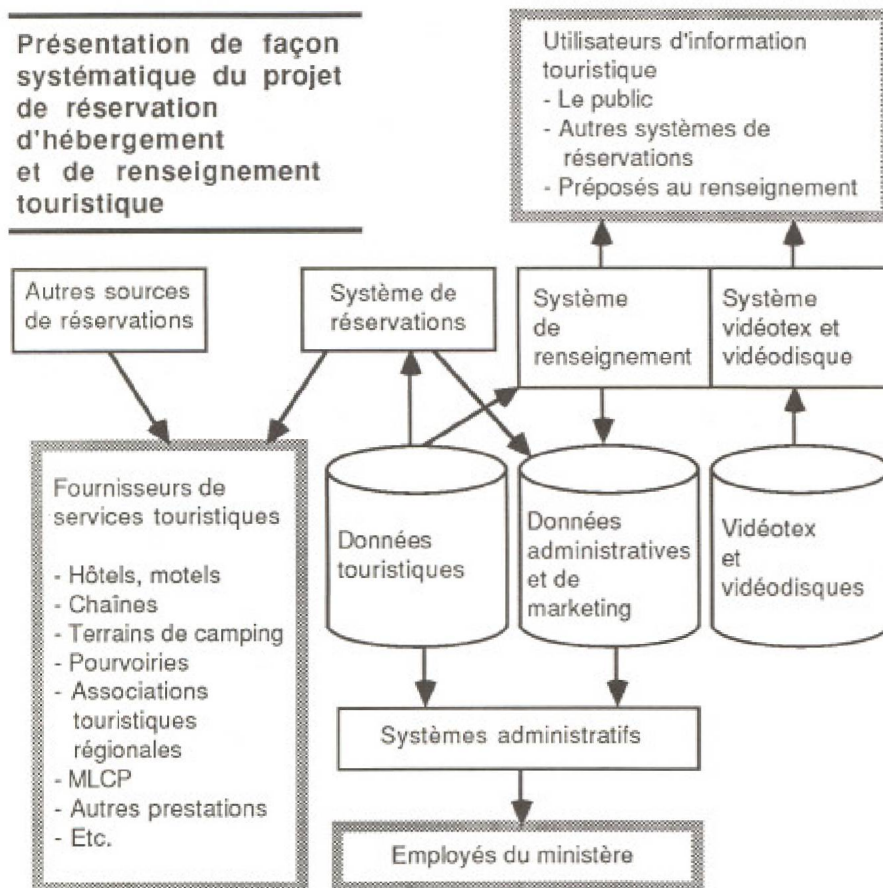 Présentation de façon
systématique du projet
de réservation
d'hébergement
et de renseignement
touristique
Utilisateurs d'information
touristique
- Le public
- Autres systèmes de
réservations
- Préposés au renseignement
Autres sources
de réservations
Système de
réservations
Système
de
renseignement
Système
vidéotex et
vidéodisque
Fournisseurs de
services touristiques
- Hôtels, motels
- Chaînes
- Terrains de camping
- Pourvoiries
- Associations
touristiques
régionales
- MLCP
- Autres prestations
- Etc.
Données
touristiques
Données
administratives
et de
marketing
Vidéotex
et
vidéodisques
Systèmes administratifs
Employés du ministère